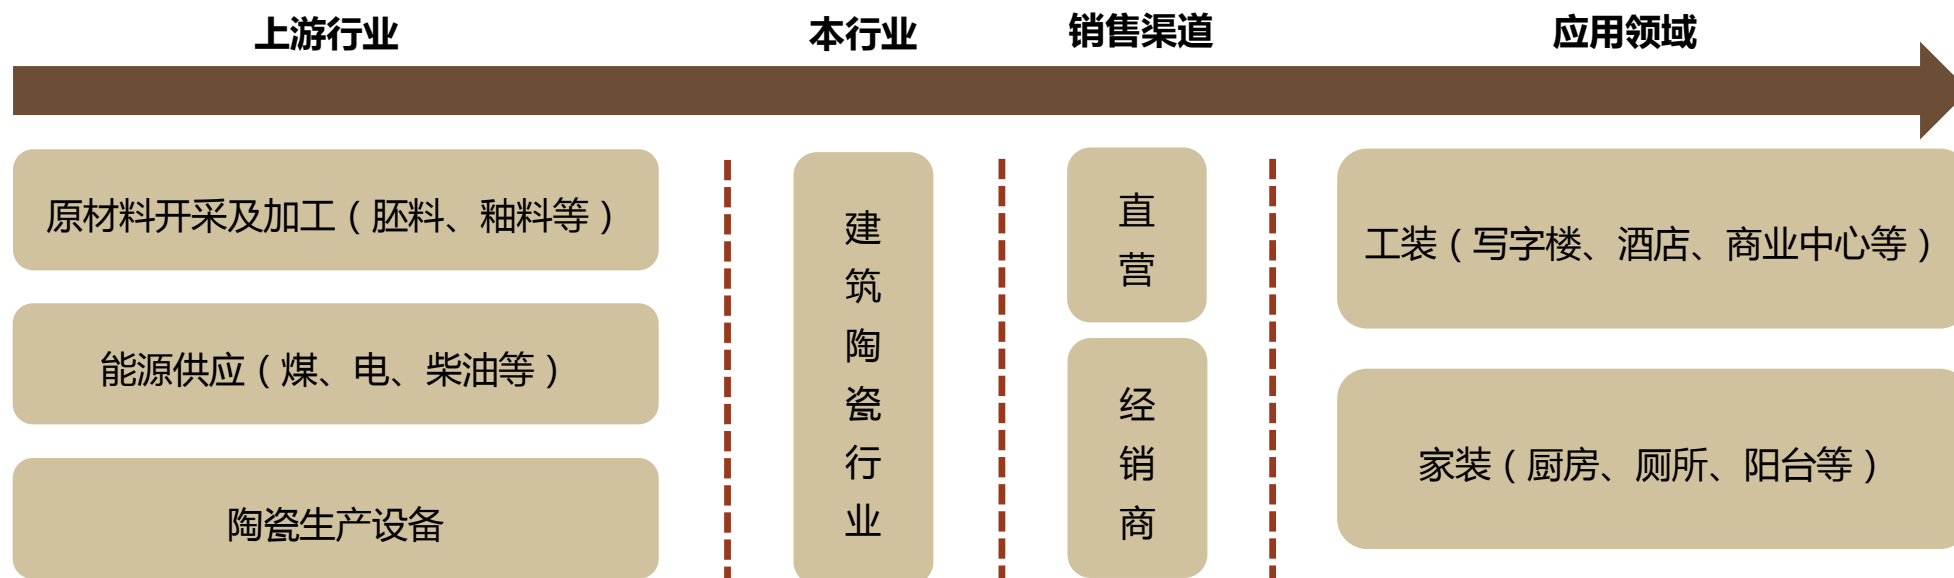 上游行业
本行业
销售渠道
应用领域
原材料开采及加工（胚料、釉料等）
能源供应（煤、电、柴油等）
陶瓷生产设备
建筑陶瓷行业
直营
经销商
工装（写字楼、酒店、商业中心等）
家装（厨房、厕所、阳台等）